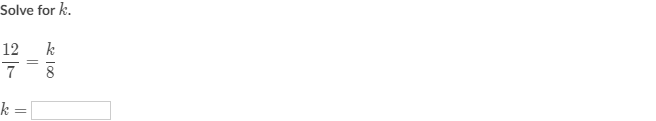 Solve for k.
12/7 = k/8
k =